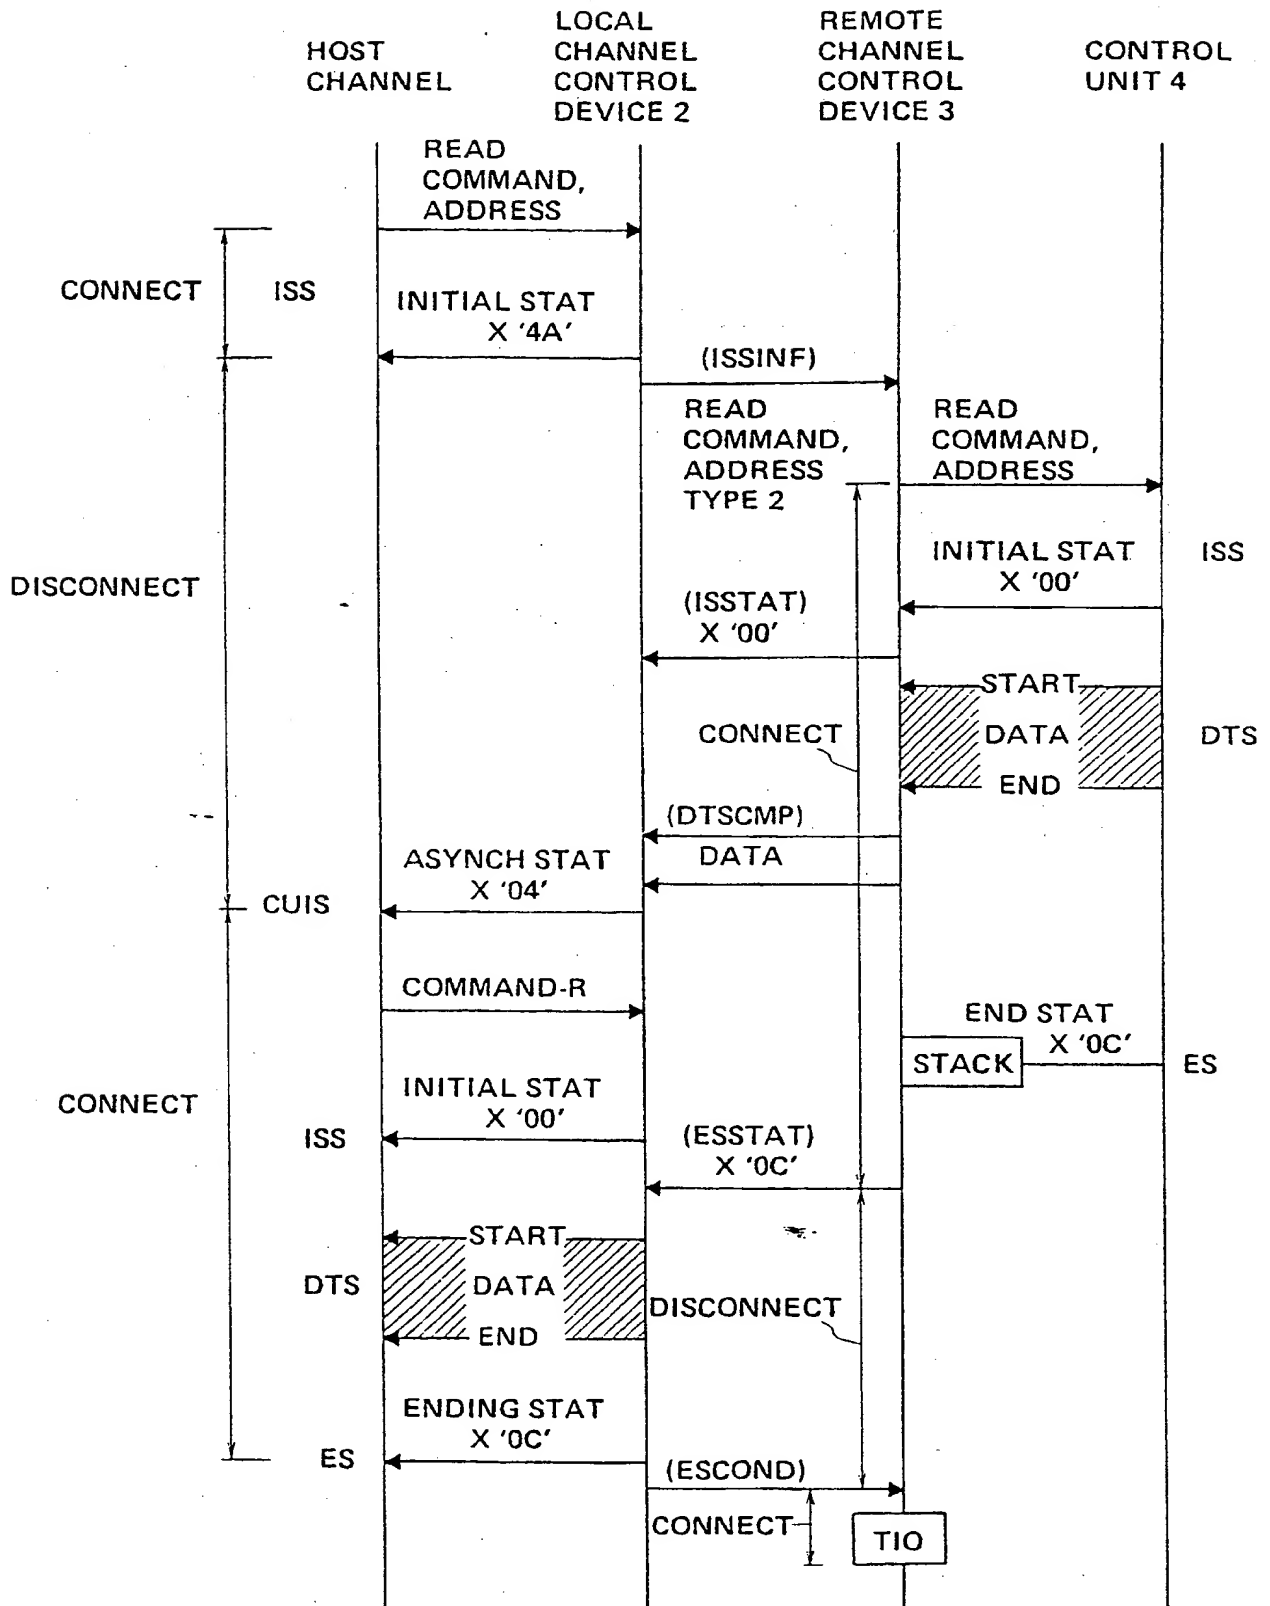 HOST
CHANNEL
LOCAL
CHANNEL
CONTROL
DEVICE 2
REMOTE
CHANNEL
CONTROL
DEVICE 3
CONTROL
UNIT 4
READ
COMMAND,
ADDRESS
CONNECT
ISS
INITIAL STAT
X '4A'
(ISSINF)
READ
COMMAND,
ADDRESS
TYPE 2
READ
COMMAND,
ADDRESS
INITIAL STAT
X '00'
ISS
DISCONNECT
(ISSTAT)
X '00'
START
DATA
END
DTS
CONNECT
(DTSCMP)
DATA
ASYNCH STAT
X '04'
CUIS
COMMAND-R
END STAT
X '0C'
STACK
ES
CONNECT
INITIAL STAT
X '00'
ISS
(ESSTAT)
X '0C'
START
DATA
END
DTS
DISCONNECT
ENDING STAT
X '0C'
ES
(ESCOND)
CONNECT
TIO